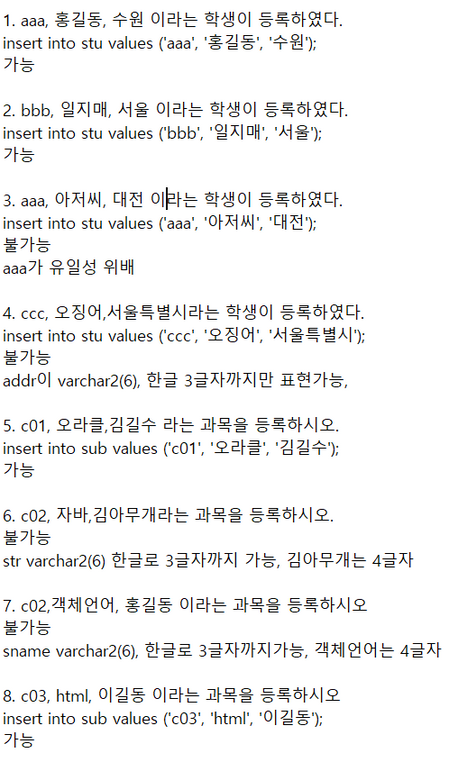 1. aaa, 홍길동, 수원 이라는 학생이 등록하였다.
insert into stu values ('aaa', '홍길동', '수원');
가능
2. bbb, 일지매, 서울 이라는 학생이 등록하였다.
insert into stu values ('bbb', '일지매', '서울');
가능
3. aaa, 아저씨, 대전 이라는 학생이 등록하였다.
insert into stu values ('aaa', '아저씨', '대전');
불가능
aaa가 유일성 위배
4. ccc, 오징어,서울특별시라는 학생이 등록하였다.
insert into stu values ('ccc', '오징어', '서울특별시');
불가능
addr이 varchar2(6), 한글 3글자까지만 표현가능,
5. c01, 오라클,김길수 라는 과목을 등록하시오.
insert into sub values ('c01', '오라클', '김길수');
가능
6. c02, 자바,김아무개라는 과목을 등록하시오.
불가능
str varchar2(6) 한글로 3글자까지 가능, 김아무개는 4글자
7. c02,객체언어, 홍길동 이라는 과목을 등록하시오
불가능
sname varchar2(6), 한글로 3글자까지가능, 객체언어는 4글자
8. c03, html, 이길동 이라는 과목을 등록하시오
insert into sub values ('c03', 'html', '이길동');
가능